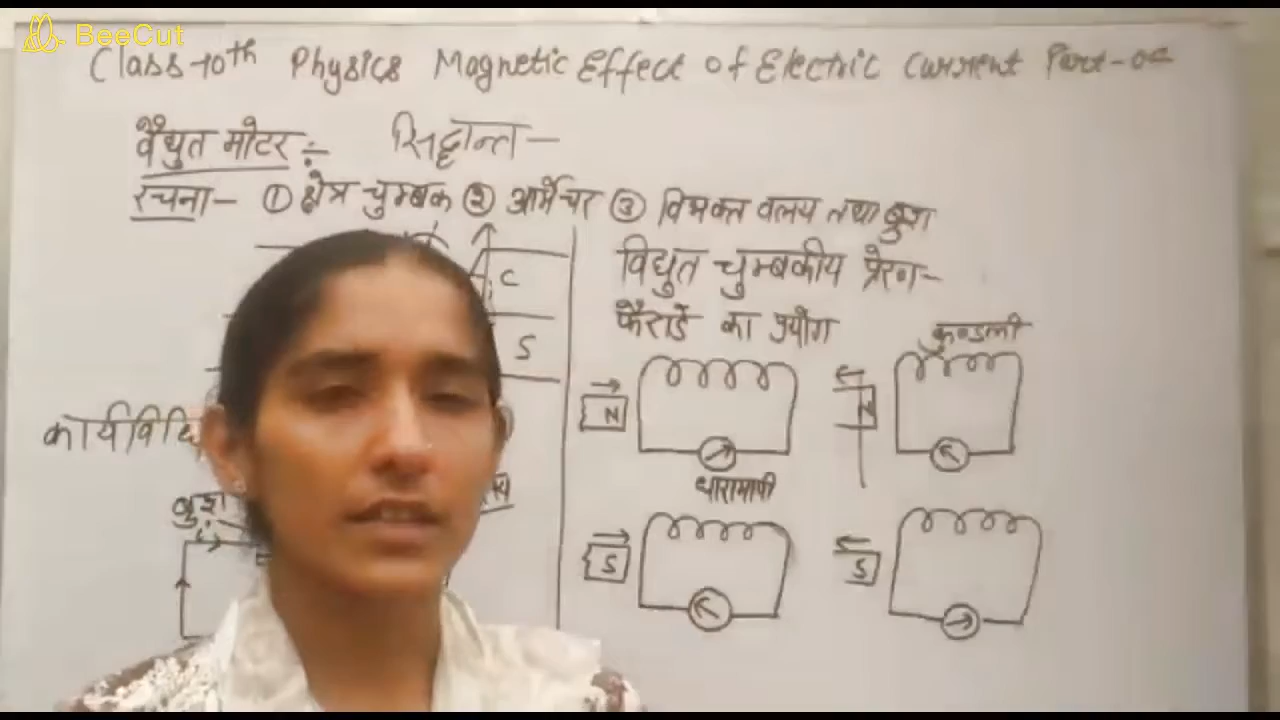 BeeCut
Class-10th Physics Magnetic Effect of Electric Current Part-
वैद्युत मोटर ÷ सिद्धान्त-
रचना- ① क्षेत्र चुम्बक ② आर्मेचर ③ विभक्त वलय तथा ब्रुश
C
S
विद्युत चुम्बकीय प्रेरण-
फैराडे का प्रयोग
कुण्डली
N
N
धारामापी
कार्यविधि
ब्रुश
S
S